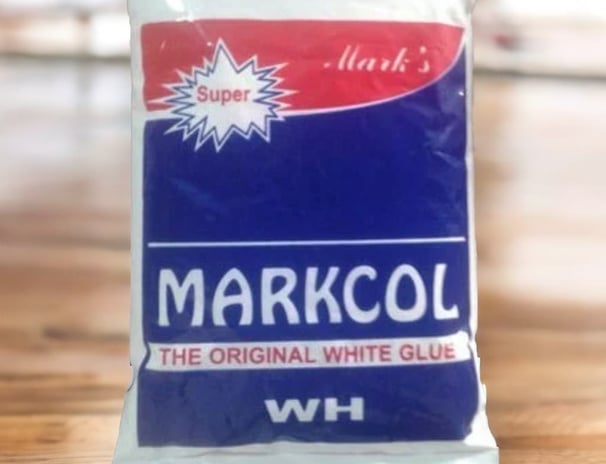 Mark's
Super
MARKCOL
THE ORIGINAL WHITE GLUE
WH